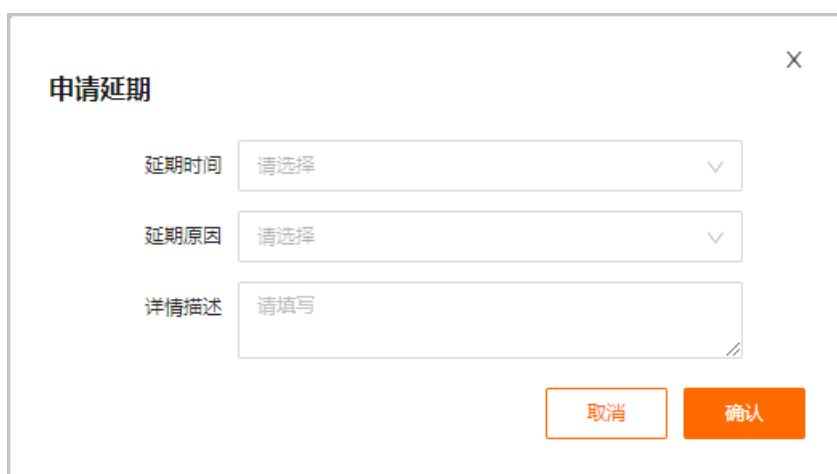 X
申请延期
延期时间 请选择
延期原因 请选择
详情描述 请填写
取消 确认